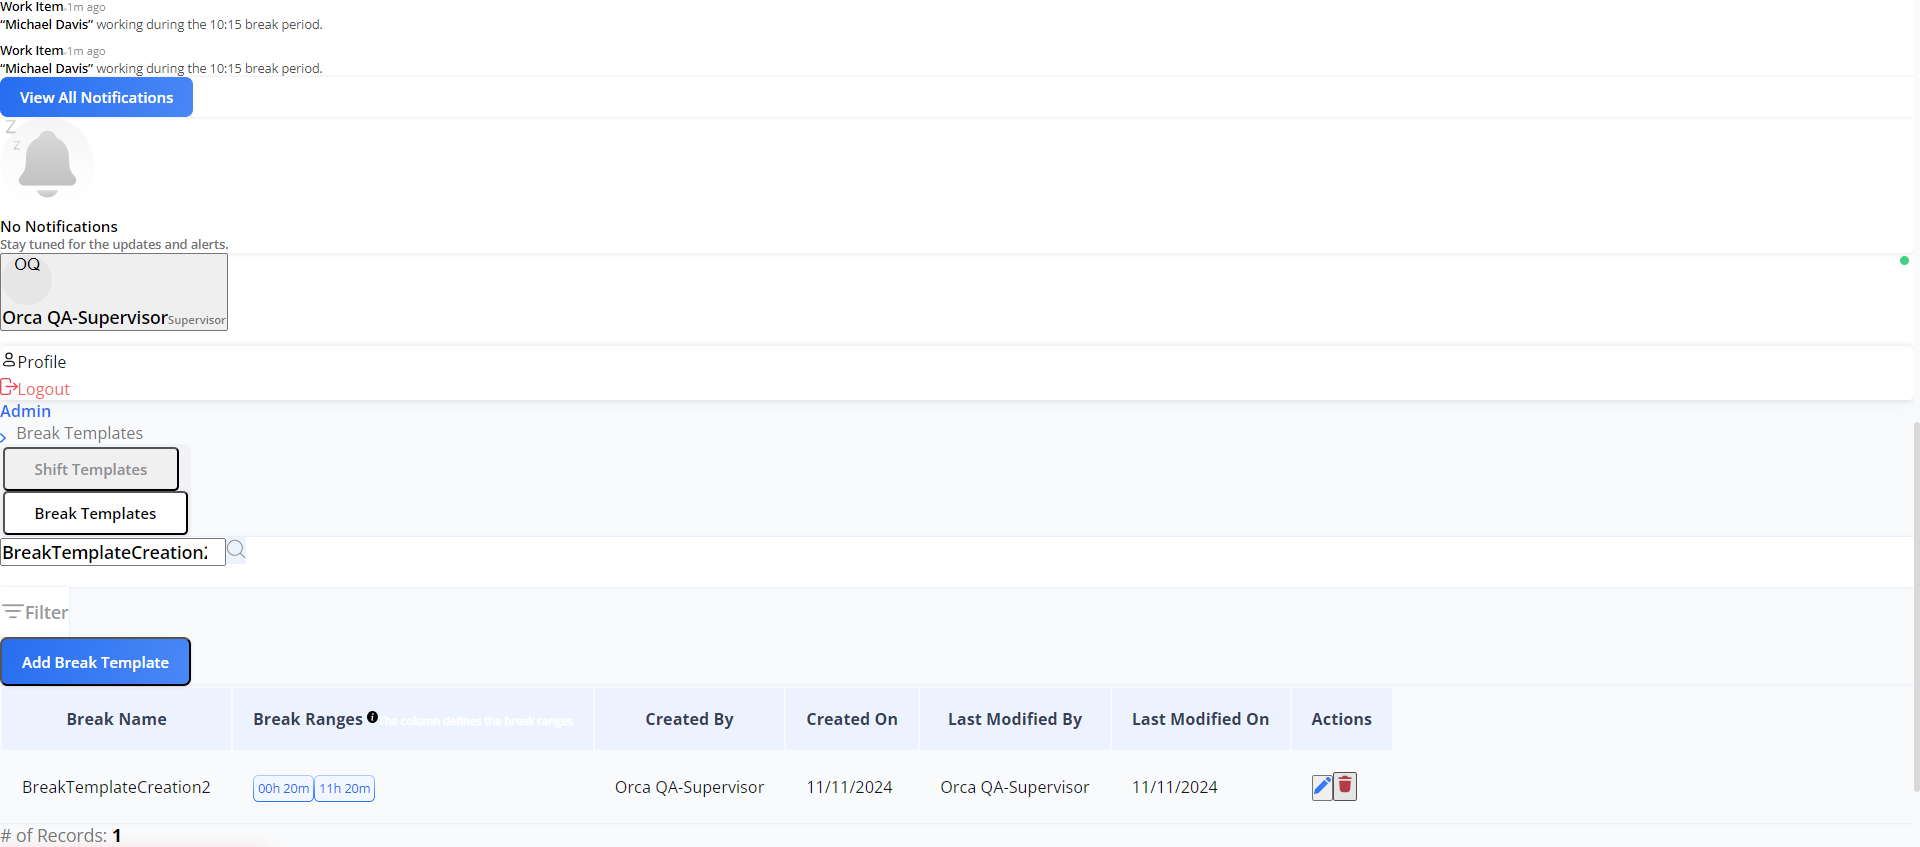 Work Item.1m ago
“Michael Davis” working during the 10:15 break period.
Work Item.1m ago
“Michael Davis” working during the 10:15 break period.
View All Notifications
Z
z
No Notifications
Stay tuned for the updates and alerts.
OQ
Orca QA-Supervisor Supervisor
Profile
Logout
Admin
Break Templates
Shift Templates
Break Templates
BreakTemplateCreation2
Filter
Add Break Template
Break Name Break Ranges The column defines the break ranges Created By Created On Last Modified By Last Modified On Actions
BreakTemplateCreation2 00h 20m 11h 20m Orca QA-Supervisor 11/11/2024 Orca QA-Supervisor 11/11/2024
# of Records: 1